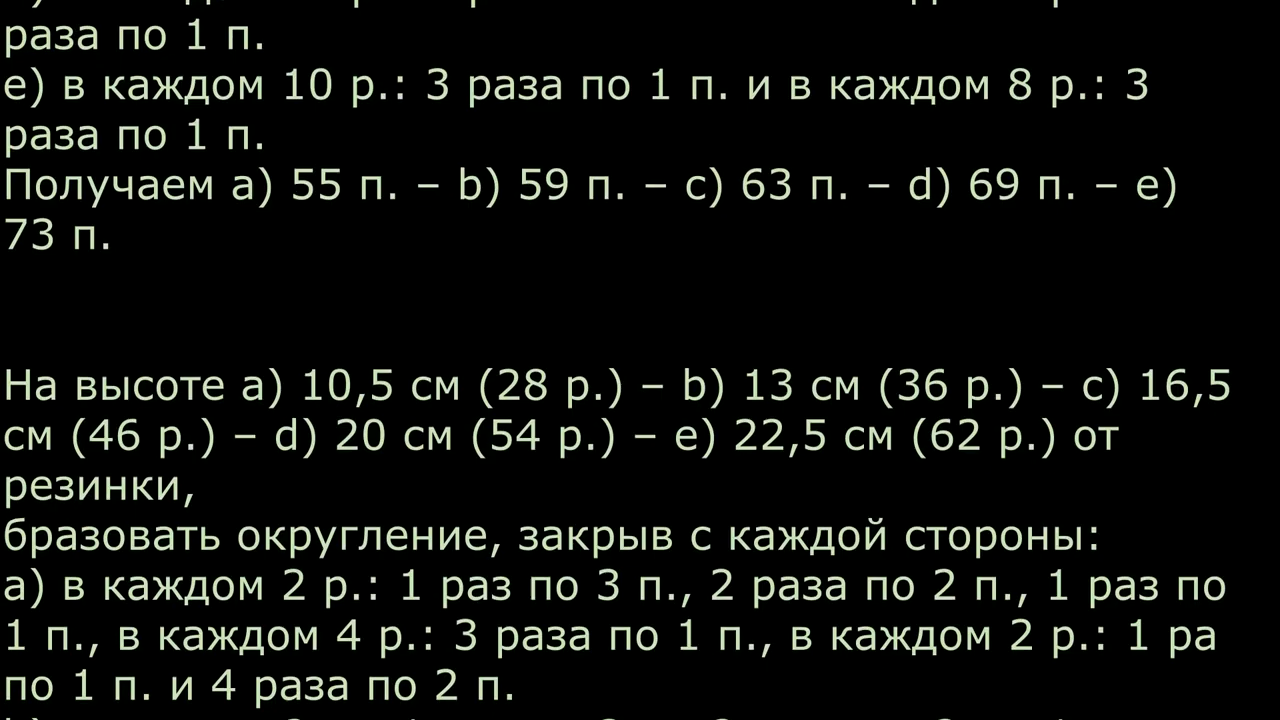 раза по 1 п.
е) в каждом 10 р.: 3 раза по 1 п. и в каждом 8 р.: 3
раза по 1 п.
Получаем а) 55 п. – b) 59 п. – с) 63 п. – d) 69 п. – е)
73 п.
На высоте а) 10,5 см (28 р.) – b) 13 см (36 р.) – с) 16,5
см (46 р.) – d) 20 см (54 р.) – е) 22,5 см (62 р.) от
резинки,
бразовать округление, закрыв с каждой стороны:
а) в каждом 2 р.: 1 раз по 3 п., 2 раза по 2 п., 1 раз по
1 п., в каждом 4 р.: 3 раза по 1 п., в каждом 2 р.: 1 ра
по 1 п. и 4 раза по 2 п.